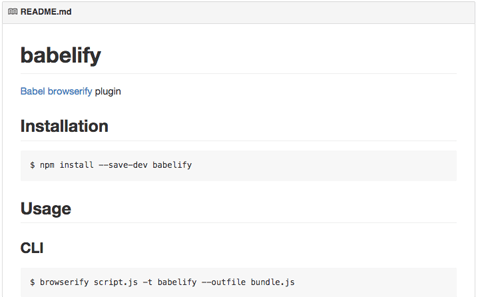 README.md
babelify
Babel browserify plugin
Installation
$ npm install --save-dev babelify
Usage
CLI
$ browserify script.js -t babelify --outfile bundle.js